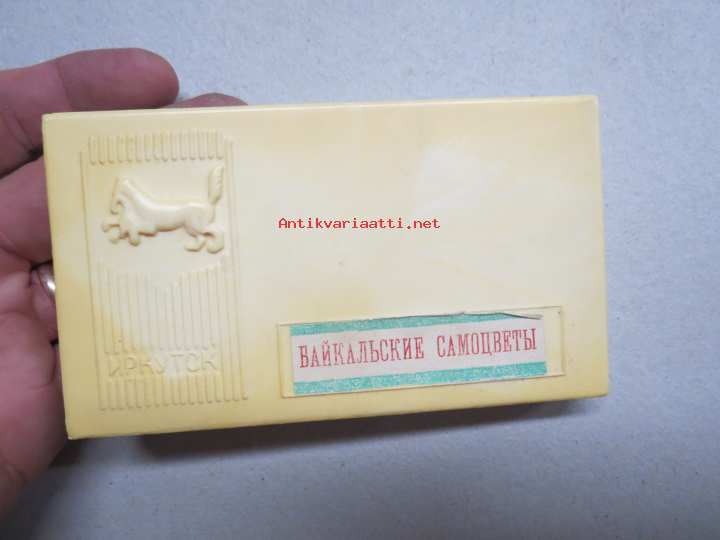 Antikvariaatti.net
ИРКУТСК
БАЙКАЛЬСКИЕ САМОЦВЕТЫ